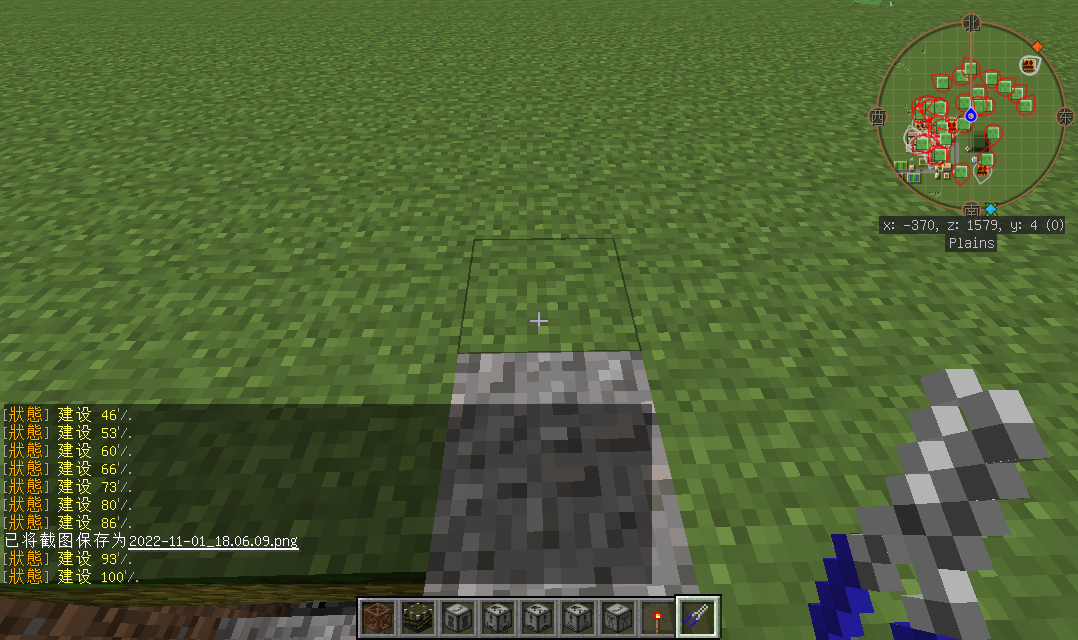 北
西
东
南
x: -370, z: 1579, y: 4 (0)
Plains
[狀態] 建设 46%.
[狀態] 建设 53%.
[狀態] 建设 60%.
[狀態] 建设 66%.
[狀態] 建设 73%.
[狀態] 建设 80%.
[狀態] 建设 86%.
已将截图保存为2022-11-01_18.06.09.png
[狀態] 建设 93%.
[狀態] 建设 100%.